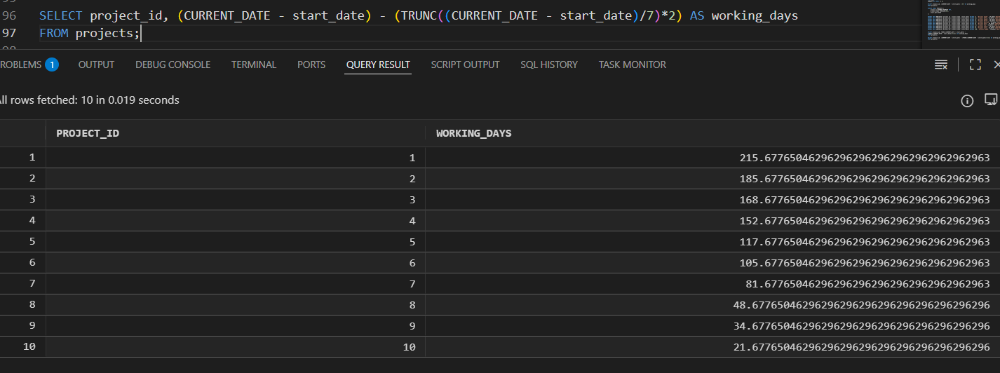 96 SELECT project_id, (CURRENT_DATE - start_date) - (TRUNC((CURRENT_DATE - start_date)/7)*2) AS working_days
97 FROM projects;
ROBLEMS 1 OUTPUT DEBUG CONSOLE TERMINAL PORTS QUERY RESULT SCRIPT OUTPUT SQL HISTORY TASK MONITOR
ll rows fetched: 10 in 0.019 seconds
PROJECT_ID WORKING_DAYS
1 1 215.677650462962962962962962962962962963
2 2 185.677650462962962962962962962962962963
3 3 168.677650462962962962962962962962962963
4 4 152.677650462962962962962962962962962963
5 5 117.677650462962962962962962962962962963
6 6 105.677650462962962962962962962962962963
7 7 81.677650462962962962962962962962962963
8 8 48.6776504629629629629629629629629629629
9 9 34.6776504629629629629629629629629629629
10 10 21.6776504629629629629629629629629629629